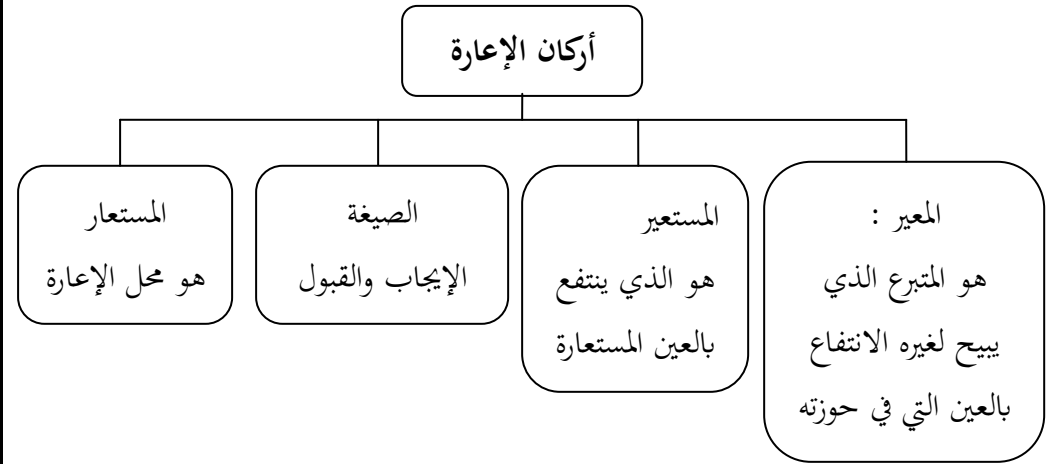 أركان الإعارة
المعير :
هو المتبرع الذي
يبيح لغيره الانتفاع
بالعين التي في حوزته
المستعير
هو الذي ينتفع
بالعين المستعارة
الصيغة
الإيجاب والقبول
المستعار
هو محل الإعارة